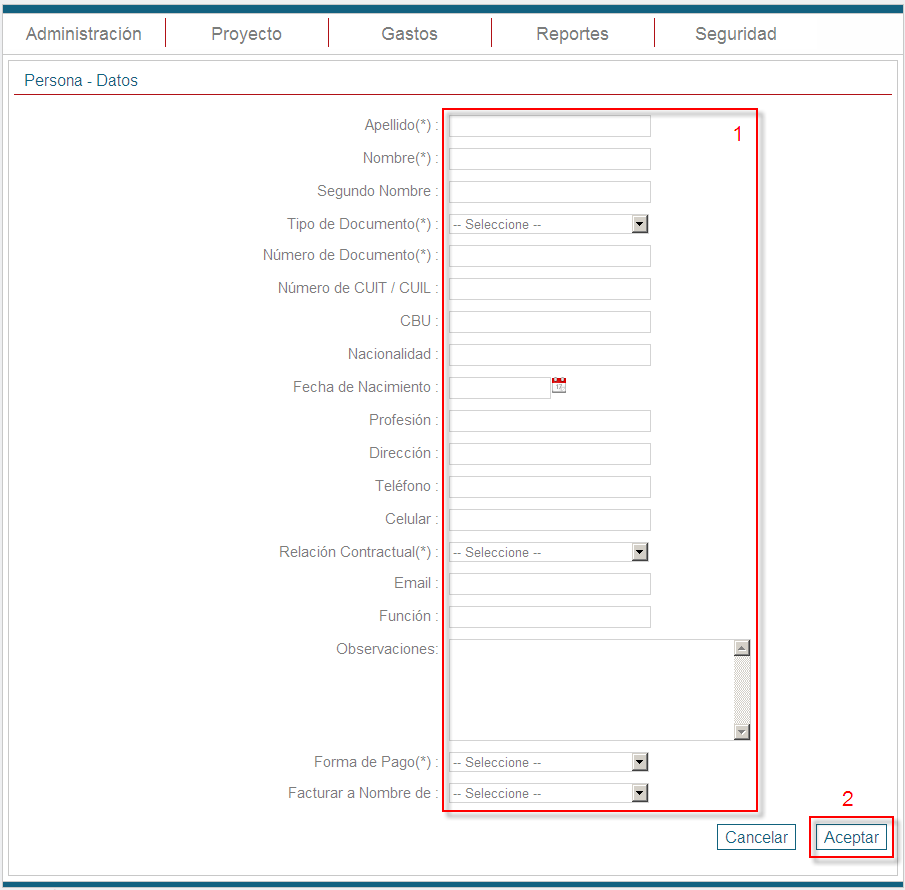 Administración Proyecto Gastos Reportes Seguridad
Persona - Datos
1
Apellido(*) :
Nombre(*) :
Segundo Nombre :
Tipo de Documento(*) : -- Seleccione --
Número de Documento(*) :
Número de CUIT / CUIL :
CBU :
Nacionalidad :
Fecha de Nacimiento :
Profesión :
Dirección :
Teléfono :
Celular :
Relación Contractual(*) : -- Seleccione --
Email :
Función :
Observaciones:
Forma de Pago(*) : -- Seleccione --
Facturar a Nombre de : -- Seleccione --
2
Cancelar Aceptar